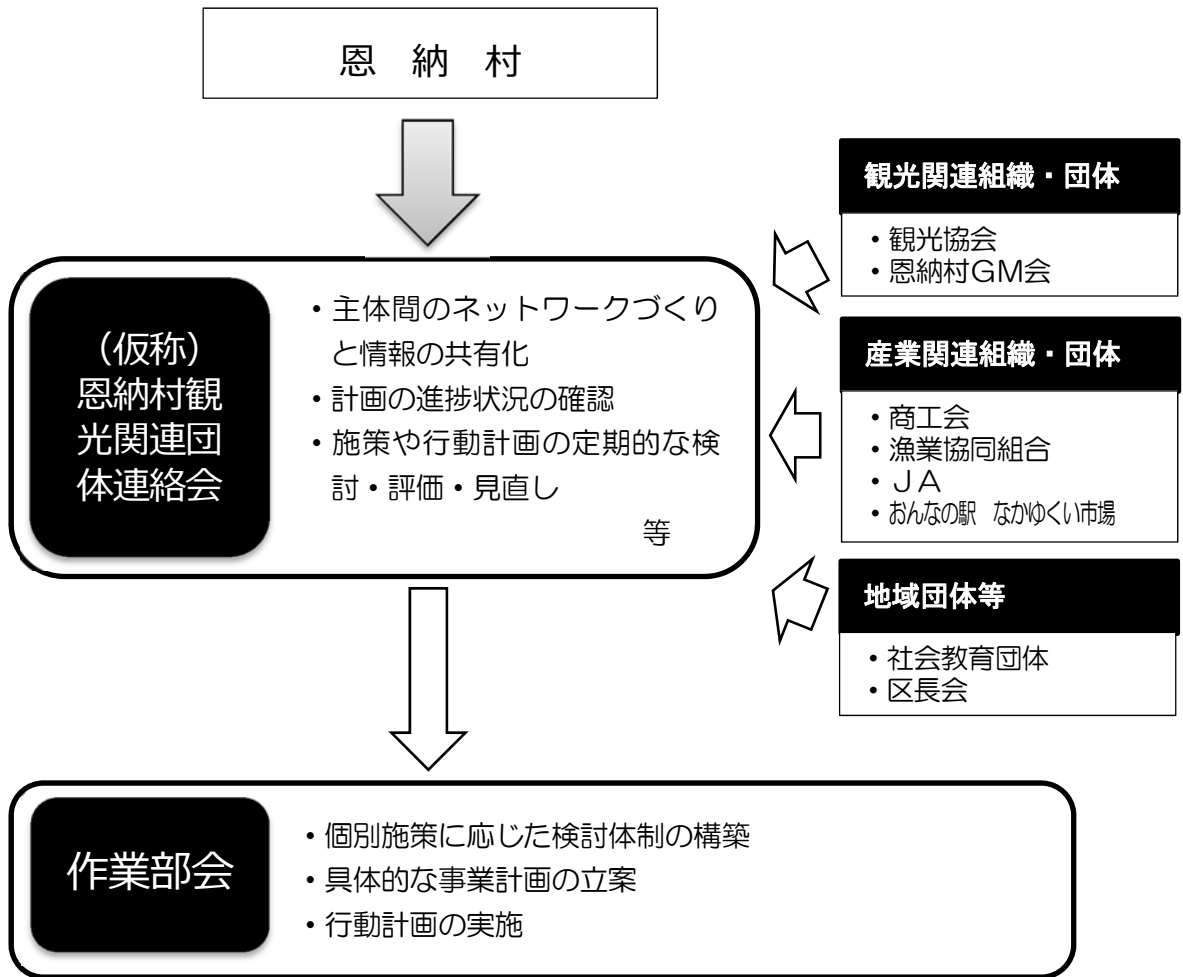 恩 納 村
(仮称)
恩納村観
光関連団
体連絡会
・主体間のネットワークづくり
と情報の共有化
・計画の進捗状況の確認
・施策や行動計画の定期的な検
討・評価・見直し
等
観光関連組織・団体
・観光協会
・恩納村GM会
産業関連組織・団体
・商工会
・漁業協同組合
・JA
・おんなの駅 なかゆくい市場
地域団体等
・社会教育団体
・区長会
作業部会
・個別施策に応じた検討体制の構築
・具体的な事業計画の立案
・行動計画の実施